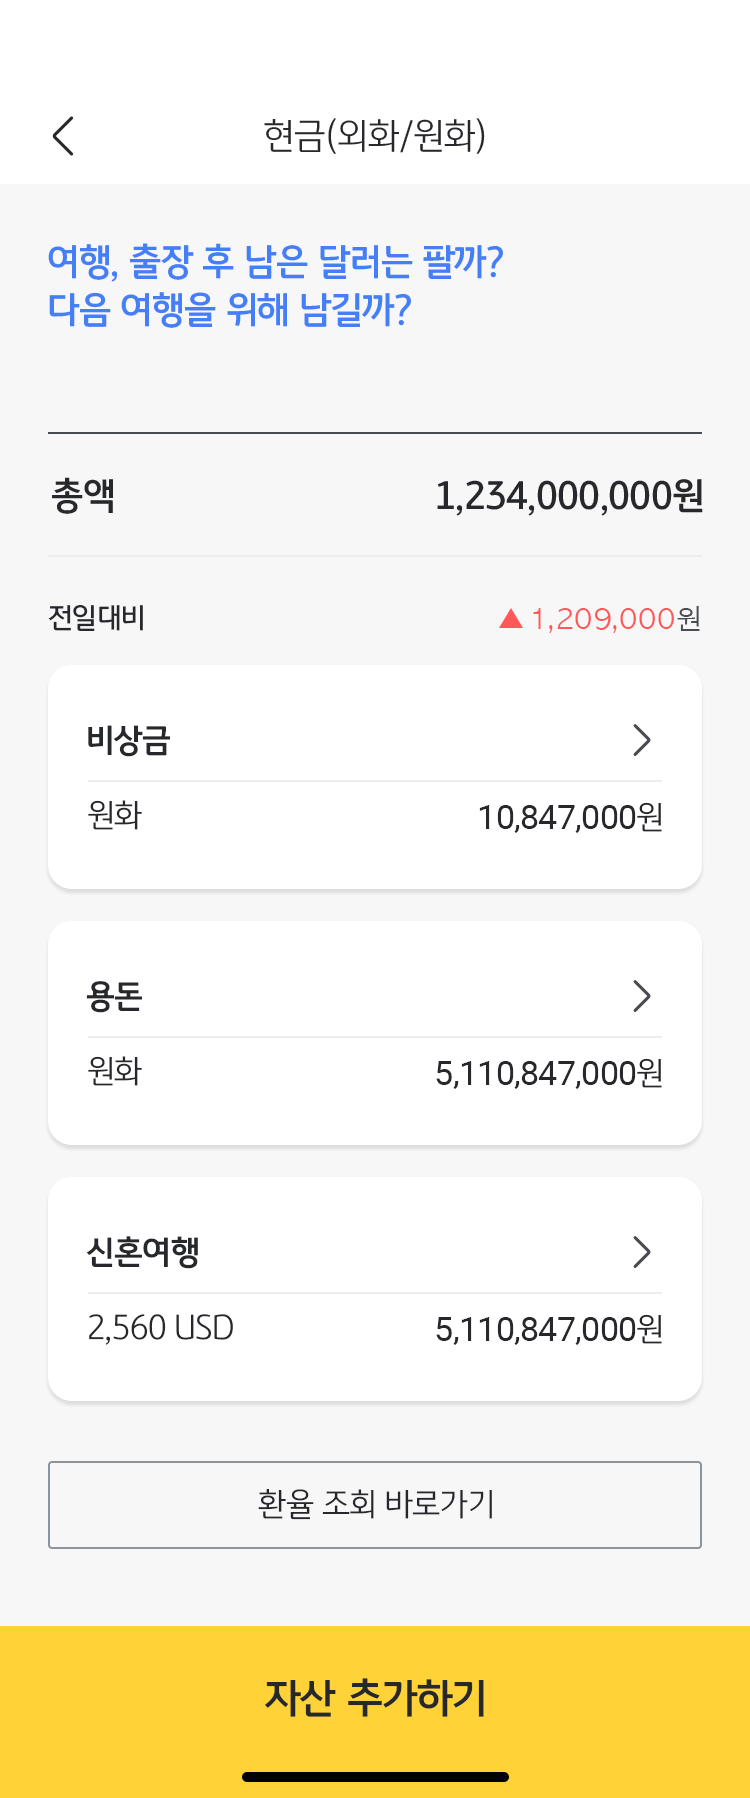 현금(외화/원화)
여행, 출장 후 남은 달러는 팔까?
다음 여행을 위해 남길까?
총액 1,234,000,000원
전일대비 ▲ 1,209,000원
비상금
원화 10,847,000원
용돈
원화 5,110,847,000원
신혼여행
2,560 USD 5,110,847,000원
환율 조회 바로가기
자산 추가하기